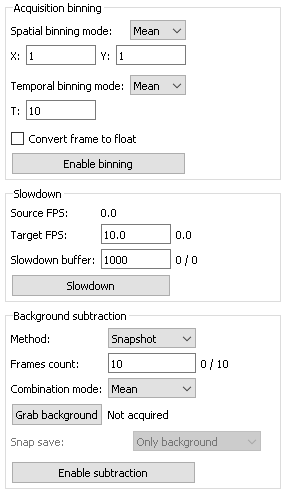 Acquisition binning
Spatial binning mode: Mean
X: 1 Y: 1
Temporal binning mode: Mean
T: 10
Convert frame to float
Enable binning
Slowdown
Source FPS: 0.0
Target FPS: 10.0 0.0
Slowdown buffer: 1000 0 / 0
Slowdown
Background subtraction
Method: Snapshot
Frames count: 10 0 / 10
Combination mode: Mean
Grab background Not acquired
Snap save: Only background
Enable subtraction